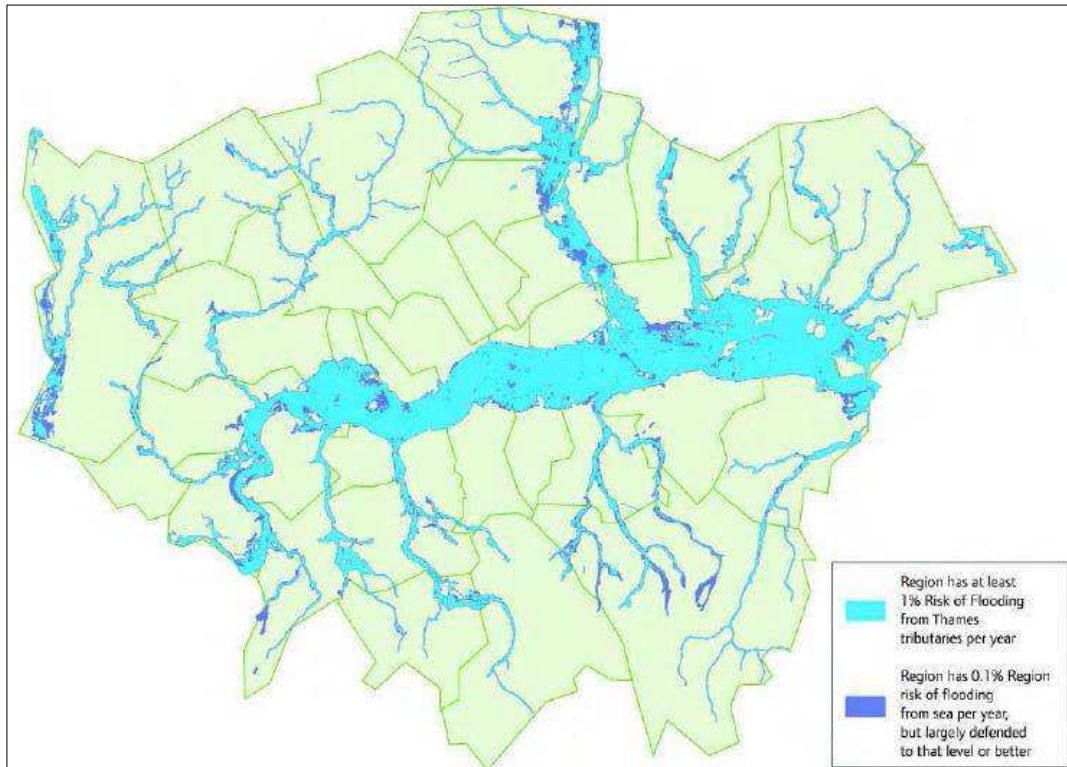 Region has at least
1% Risk of Flooding
from Thames
tributaries per year
Region has 0.1% Region
risk of flooding
from sea per year,
but largely defended
to that level or better